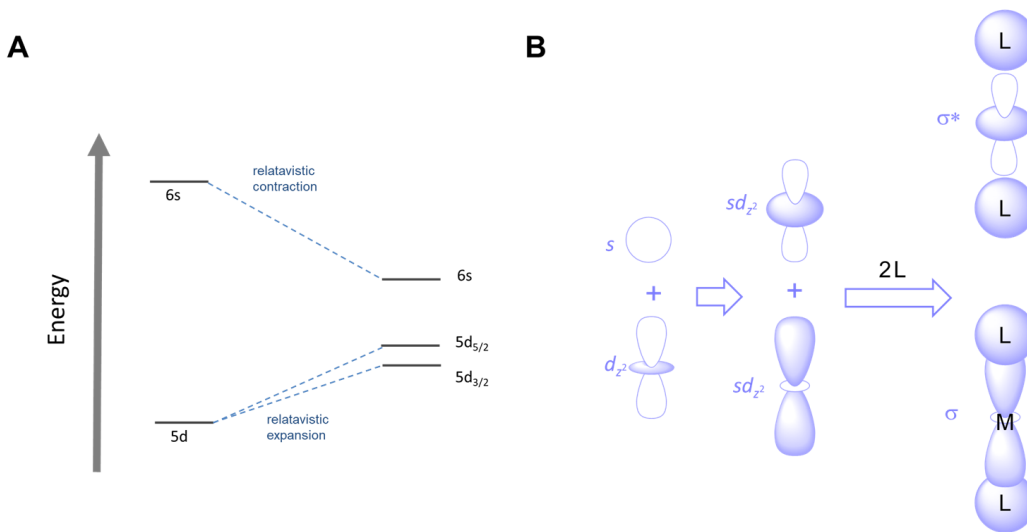 A
Energy
6s
relatavistic
contraction
6s
5d5/2
5d3/2
5d
relatavistic
expansion
B
s
+
dz2
sdz2
+
sdz2
2L
L
σ*
L
L
σ
M
L